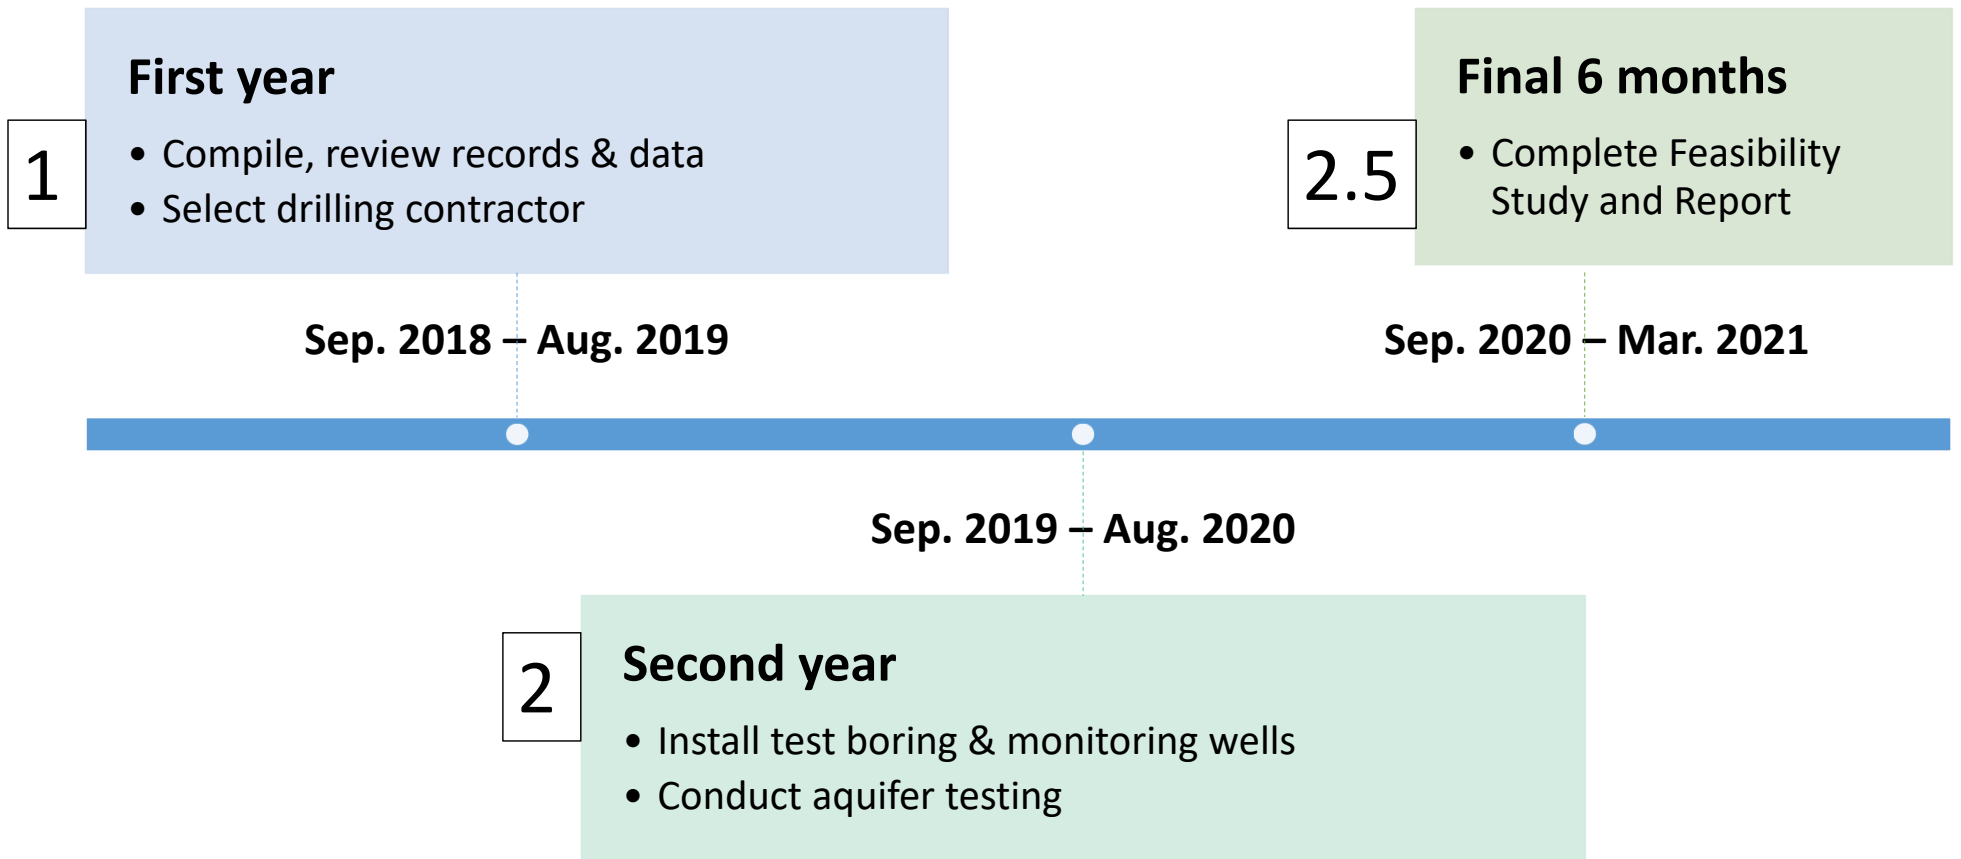 1
First year
• Compile, review records & data
• Select drilling contractor
Sep. 2018 – Aug. 2019
2.5
Final 6 months
• Complete Feasibility
Study and Report
Sep. 2020 – Mar. 2021
Sep. 2019 – Aug. 2020
2
Second year
• Install test boring & monitoring wells
• Conduct aquifer testing